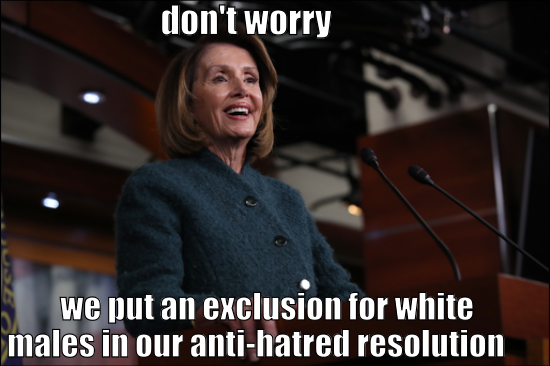 don't worry
we put an exclusion for white
males in our anti-hatred resolution